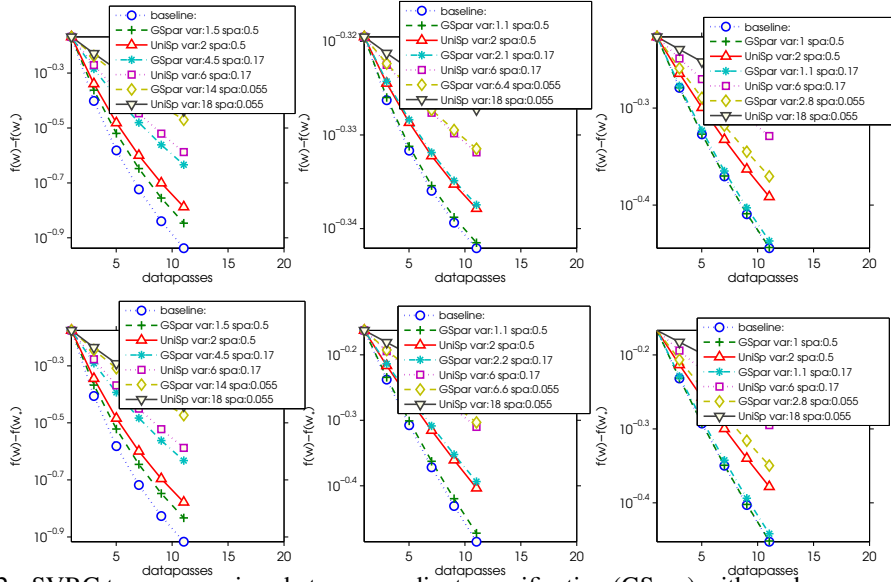 baseline:
GSpar var:1.5 spa:0.5
UniSp var:2 spa:0.5
GSpar var:4.5 spa:0.17
UniSp var:6 spa:0.17
GSpar var:14 spa:0.055
UniSp var:18 spa:0.055
10^−0.3
10^−0.5
10^−0.7
10^−0.9
f(w)−f(w*)
5 10 15 20
datapasses
baseline:
GSpar var:1.1 spa:0.5
UniSp var:2 spa:0.5
GSpar var:2.1 spa:0.17
UniSp var:6 spa:0.17
GSpar var:6.4 spa:0.055
UniSp var:18 spa:0.055
10^−0.32
10^−0.33
10^−0.34
f(w)−f(w*)
5 10 15 20
datapasses
baseline:
GSpar var:1 spa:0.5
UniSp var:2 spa:0.5
GSpar var:1.1 spa:0.17
UniSp var:6 spa:0.17
GSpar var:2.8 spa:0.055
UniSp var:18 spa:0.055
10^−0.3
10^−0.4
f(w)−f(w*)
5 10 15 20
datapasses
baseline:
GSpar var:1.5 spa:0.5
UniSp var:2 spa:0.5
GSpar var:4.5 spa:0.17
UniSp var:6 spa:0.17
GSpar var:14 spa:0.055
UniSp var:18 spa:0.055
10^−0.3
10^−0.5
10^−0.7
10^−0.9
f(w)−f(w*)
5 10 15 20
datapasses
baseline:
GSpar var:1.1 spa:0.5
UniSp var:2 spa:0.5
GSpar var:2.2 spa:0.17
UniSp var:6 spa:0.17
GSpar var:6.6 spa:0.055
UniSp var:18 spa:0.055
10^−0.2
10^−0.3
10^−0.4
f(w)−f(w*)
5 10 15 20
datapasses
baseline:
GSpar var:1 spa:0.5
UniSp var:2 spa:0.5
GSpar var:1.1 spa:0.17
UniSp var:6 spa:0.17
GSpar var:2.8 spa:0.055
UniSp var:18 spa:0.055
10^−0.2
10^−0.3
10^−0.4
f(w)−f(w*)
5 10 15 20
datapasses